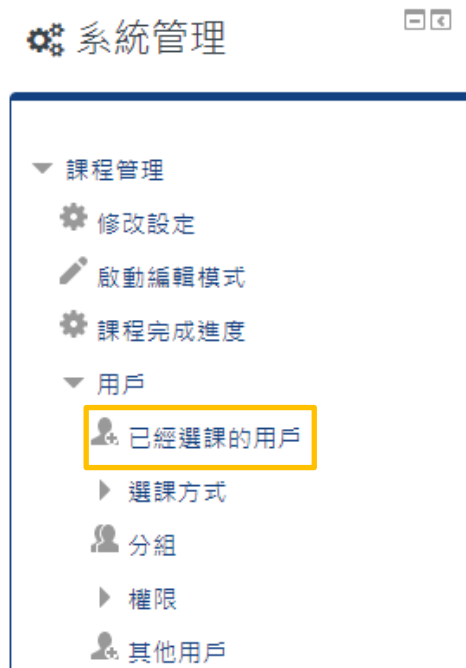 系統管理
課程管理
修改設定
啟動編輯模式
課程完成進度
用戶
已經選課的用戶
選課方式
分組
權限
其他用戶